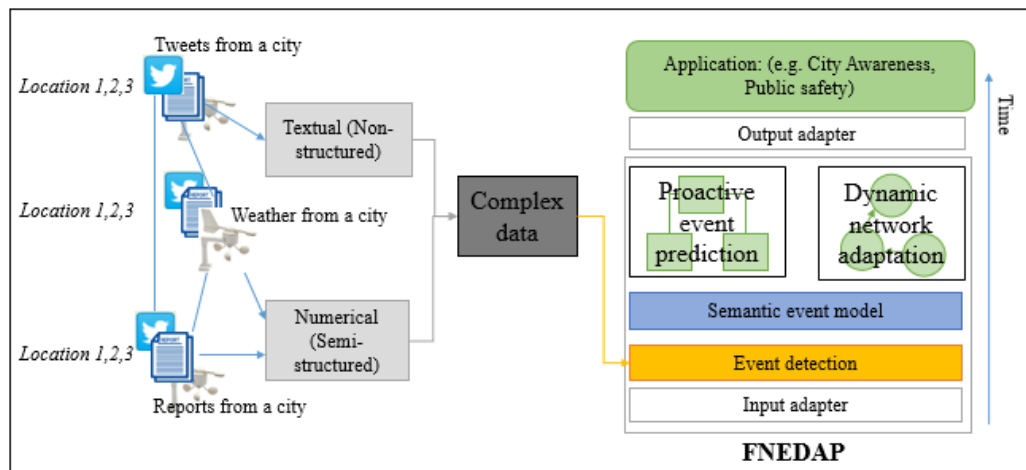 Tweets from a city
Location 1,2,3
Location 1,2,3
REPORT
Weather from a city
Location 1,2,3
REPORT
Reports from a city
Textual (Non-
structured)
Numerical
(Semi-
structured)
Complex
data
Application: (e.g. City Awareness,
Public safety)
Output adapter
Proactive
event
prediction
Dynamic
network
adaptation
Semantic event model
Event detection
Input adapter
FNEDAP
Time